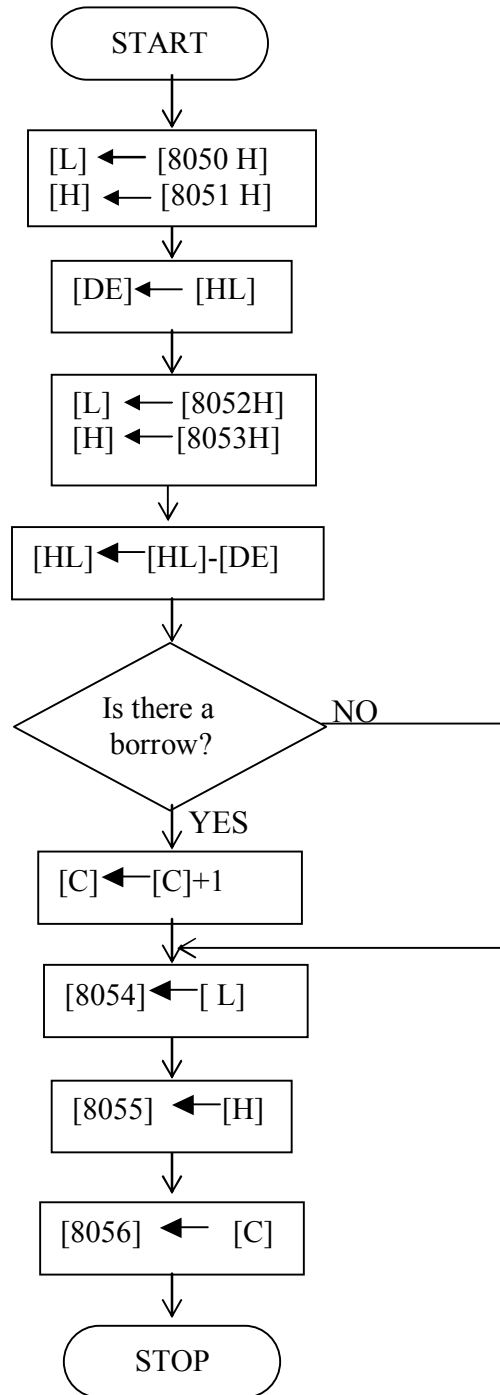 START
[L] ← [8050 H]
[H] ← [8051 H]
[DE] ← [HL]
[L] ← [8052H]
[H] ← [8053H]
[HL] ← [HL]-[DE]
Is there a
borrow?
NO
YES
[C] ← [C]+1
[8054] ← [ L]
[8055] ← [H]
[8056] ← [C]
STOP